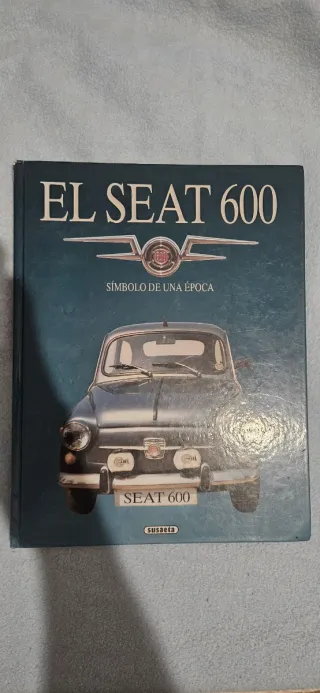 EL SEAT 600
SÍMBOLO DE UNA ÉPOCA
SEAT 600
susaeta